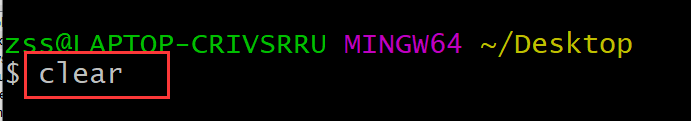 zss@LAPTOP-CRIVSRRU MINGW64 ~/Desktop
$ clear